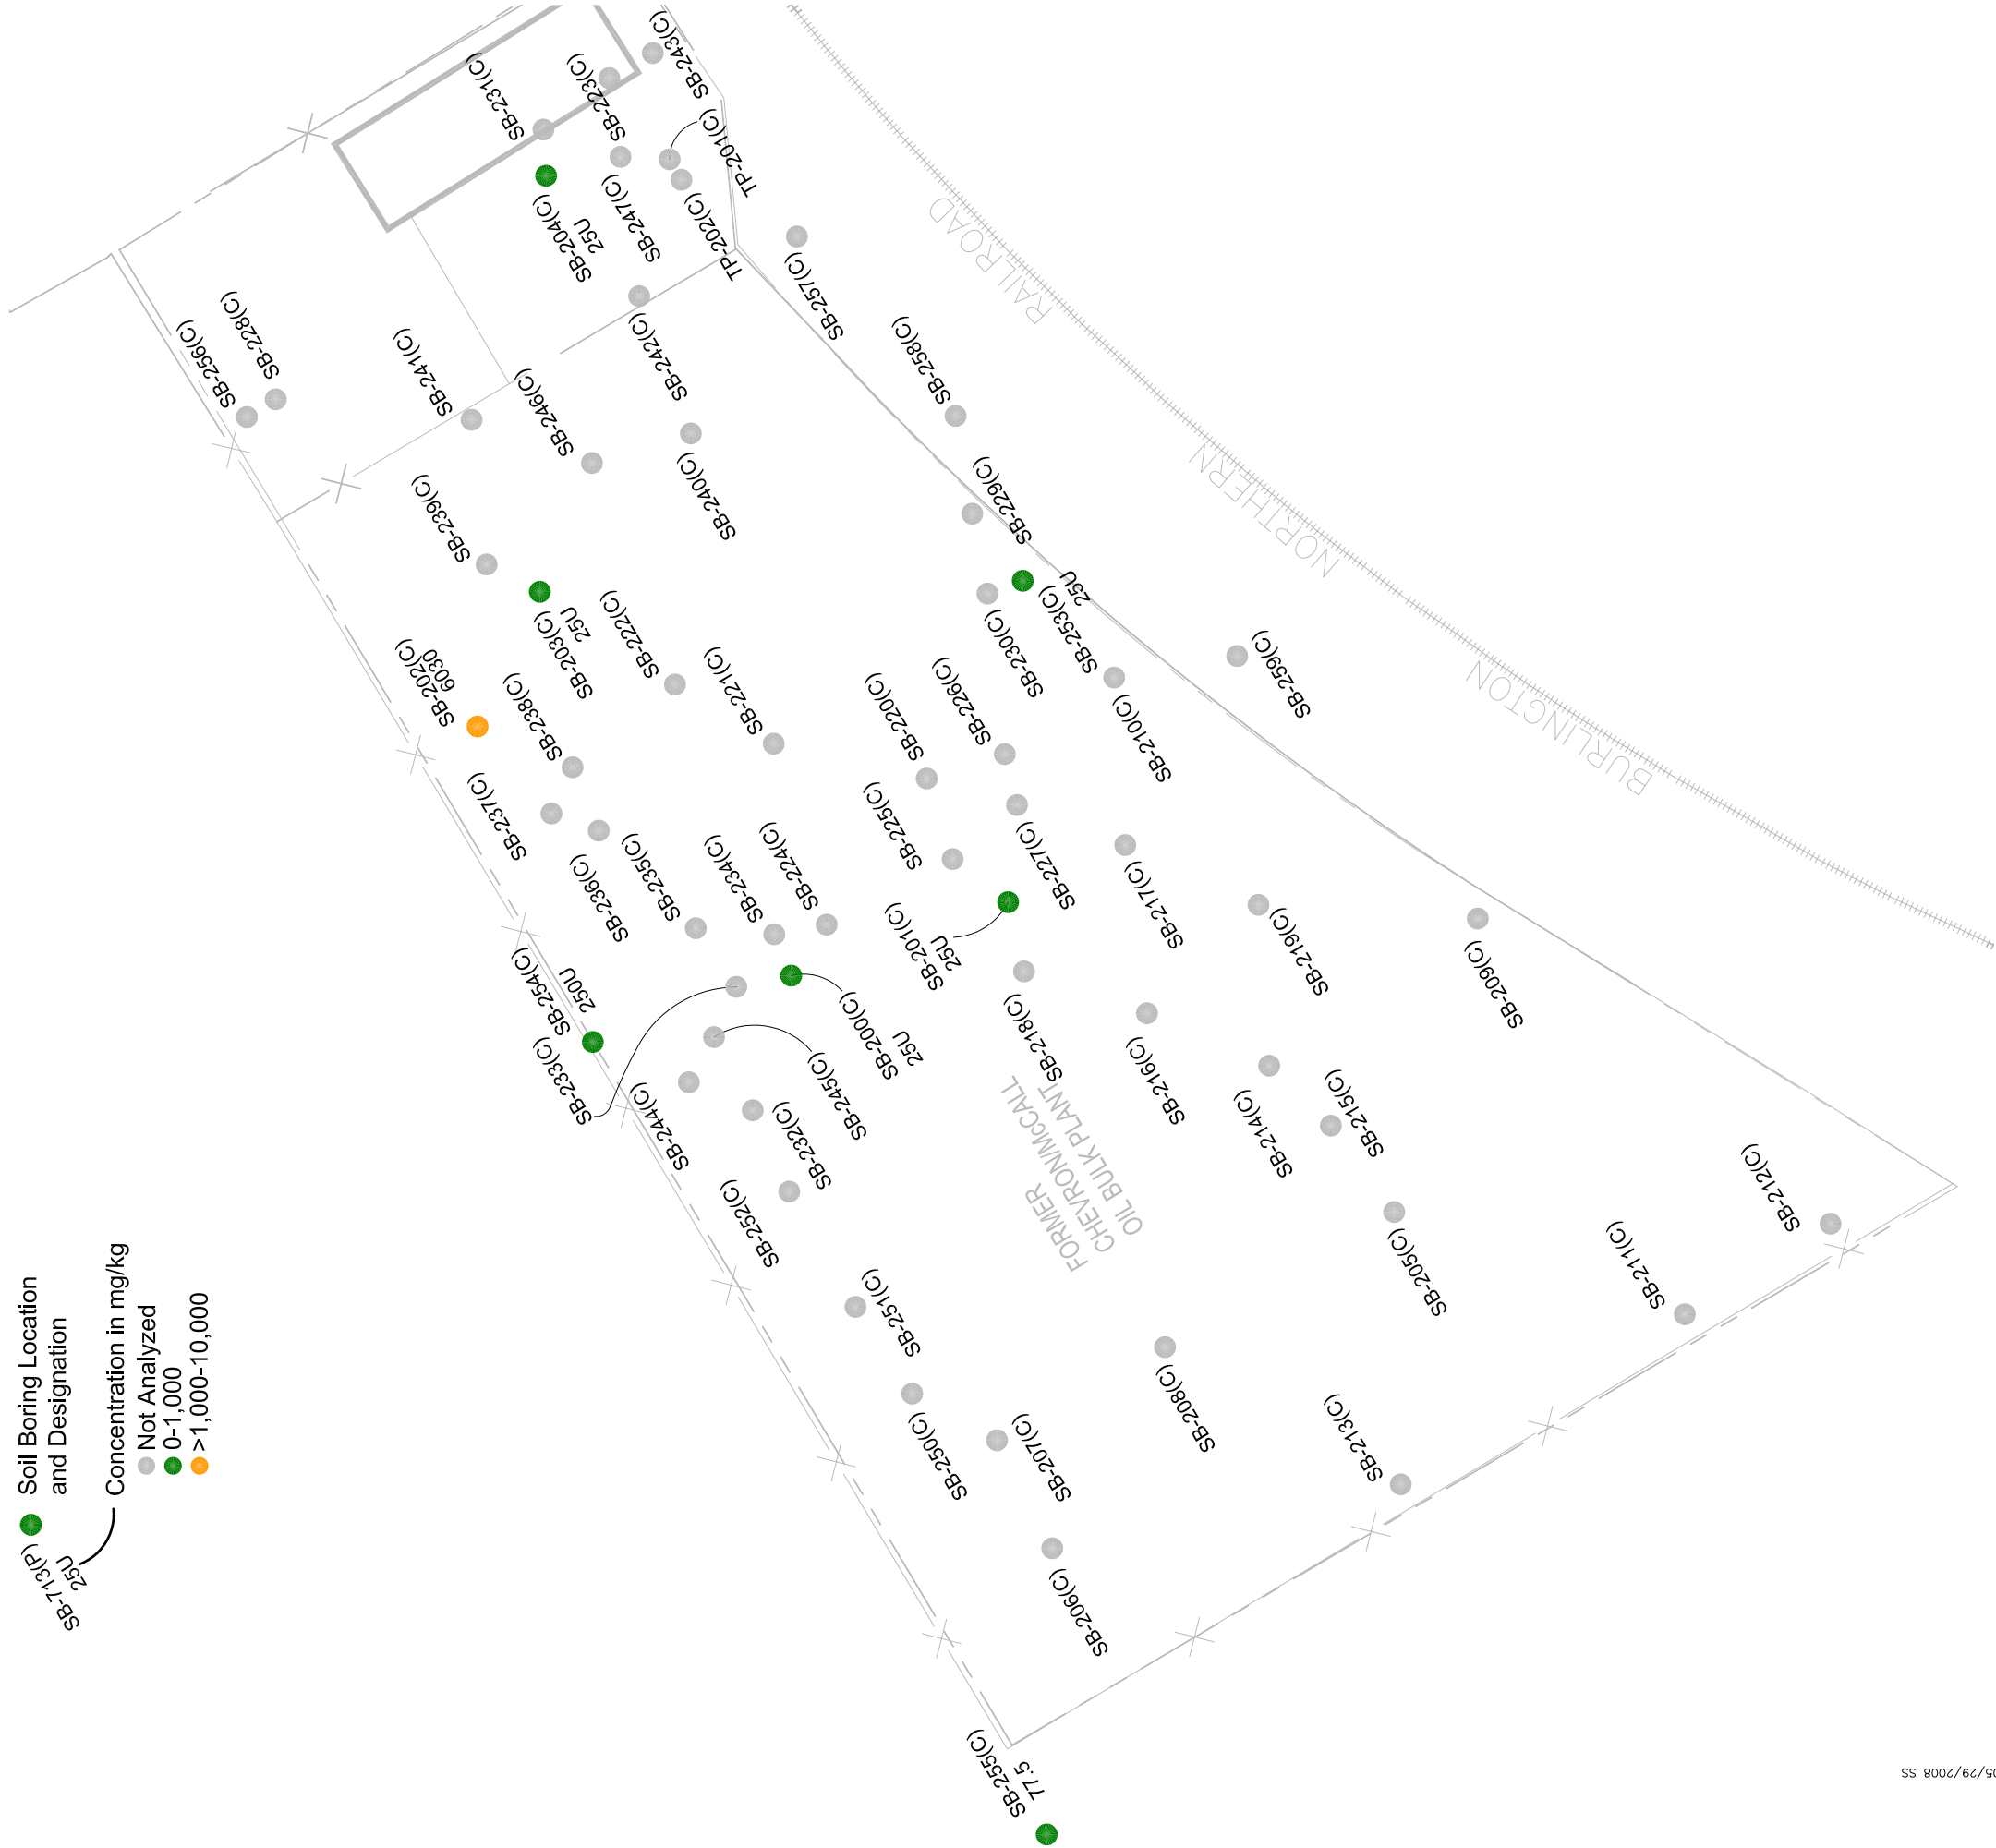 SB-713(P)
25U
Soil Boring Location
and Designation
Concentration in mg/kg
Not Analyzed
0-1,000
>1,000-10,000
SB-243(C)
SB-231(C)
SB-223(C)
TP-201(C)
SB-204(C)
25U
SB-247(C)
TP-202(C)
RAILROAD
SB-257(C)
SB-228(C)
SB-256(C)
SB-241(C)
SB-242(C)
SB-258(C)
SB-246(C)
SB-240(C)
SB-239(C)
SB-229(C)
NORTHERN
SB-203(C)
25U
SB-222(C)
SB-230(C)
SB-253(C)
25U
SB-202(C)
6030
SB-238(C)
SB-221(C)
SB-220(C)
SB-226(C)
SB-210(C)
SB-259(C)
BURLINGTON
SB-237(C)
SB-225(C)
SB-236(C)
SB-235(C)
SB-234(C)
SB-224(C)
SB-227(C)
SB-217(C)
SB-201(C)
25U
SB-219(C)
SB-209(C)
SB-254(C)
250U
SB-200(C)
25U
SB-218(C)
SB-233(C)
SB-244(C)
SB-245(C)
SB-216(C)
SB-214(C)
SB-215(C)
SB-232(C)
FORMER
CHEVRON/McCALL
OIL BULK PLANT
SB-252(C)
SB-212(C)
SB-205(C)
SB-211(C)
SB-251(C)
SB-208(C)
SB-250(C)
SB-207(C)
SB-213(C)
SB-206(C)
SB-255(C)
77.5
05/29/2008 SS